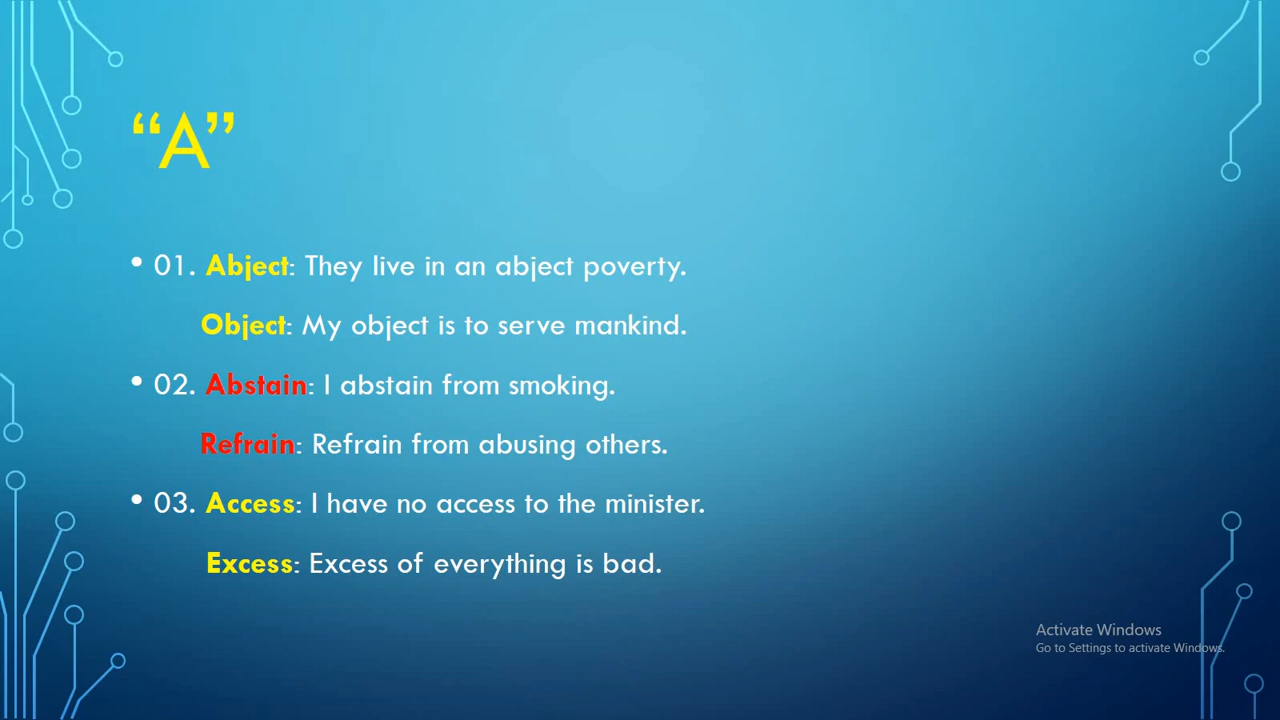 “A”
• 01. Abject: They live in an abject poverty.
Object: My object is to serve mankind.
• 02. Abstain: I abstain from smoking.
Refrain: Refrain from abusing others.
• 03. Access: I have no access to the minister.
Excess: Excess of everything is bad.
Activate Windows
Go to Settings to activate Windows.